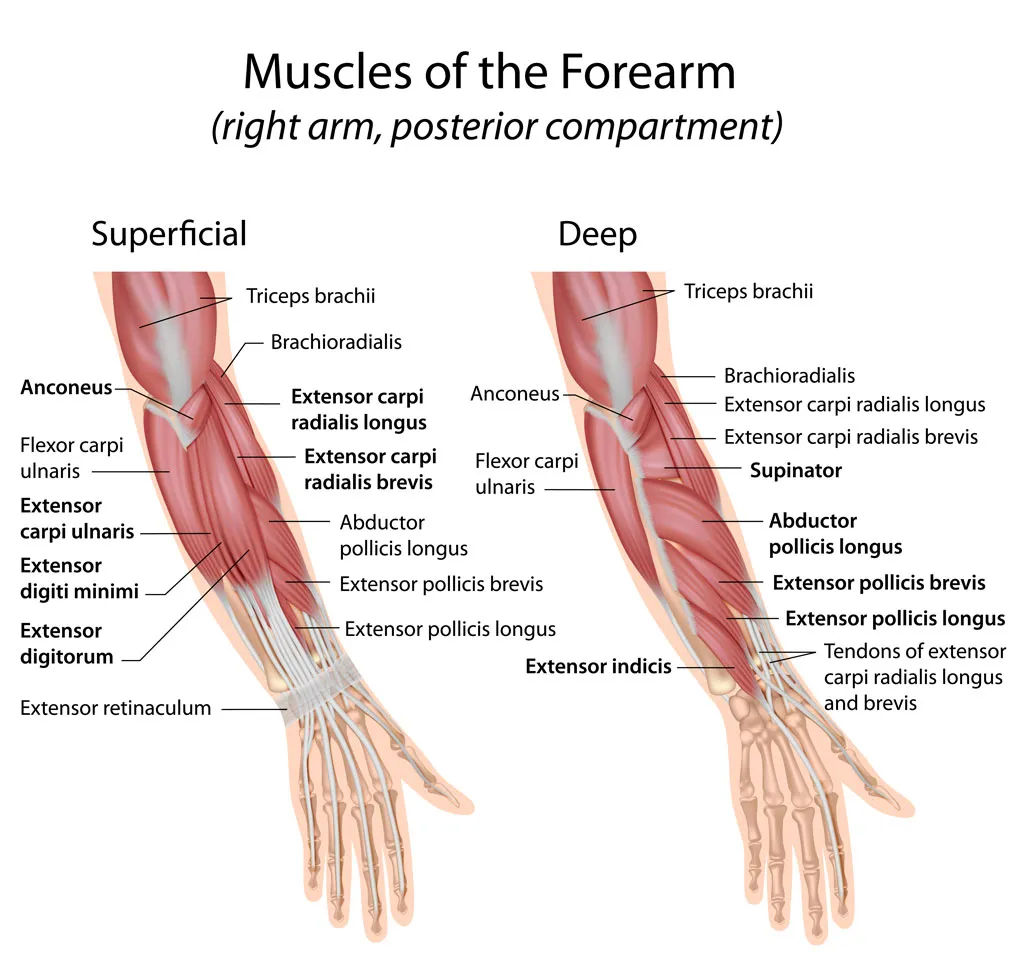 Muscles of the Forearm
(right arm, posterior compartment)
Superficial
Triceps brachii
Brachioradialis
Anconeus
Extensor carpi
radialis longus
Flexor carpi
ulnaris
Extensor carpi
radialis brevis
Extensor
carpi ulnaris
Abductor
pollicis longus
Extensor
digiti minimi
Extensor pollicis brevis
Extensor
digitorum
Extensor pollicis longus
Extensor retinaculum
Deep
Triceps brachii
Brachioradialis
Anconeus
Extensor carpi radialis longus
Extensor carpi radialis brevis
Flexor carpi
ulnaris
Supinator
Abductor
pollicis longus
Extensor pollicis brevis
Extensor pollicis longus
Extensor indicis
Tendons of extensor
carpi radialis longus
and brevis